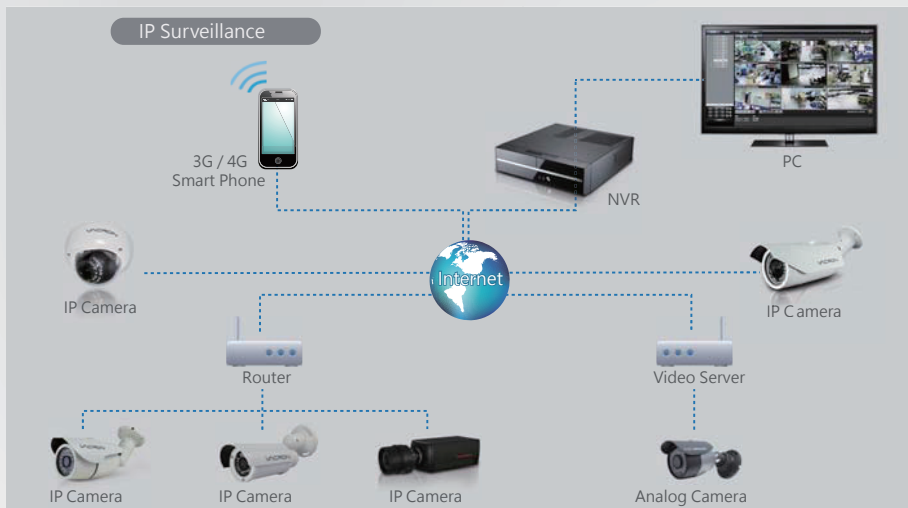 IP Surveillance
3G / 4G
Smart Phone
NVR
PC
Internet
IP Camera
IP Camera
Router
Video Server
IP Camera
IP Camera
IP Camera
Analog Camera